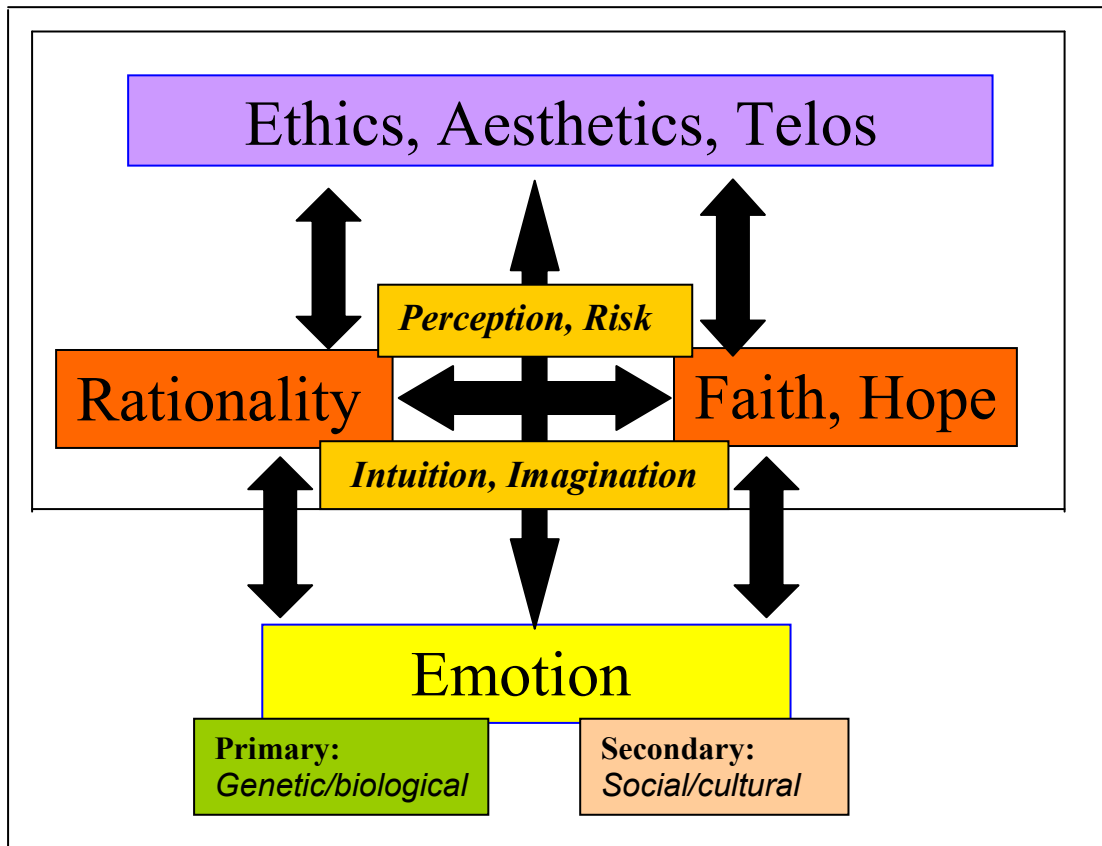 Ethics, Aesthetics, Telos
Perception, Risk
Rationality
Faith, Hope
Intuition, Imagination
Emotion
Primary:
Genetic/biological
Secondary:
Social/cultural